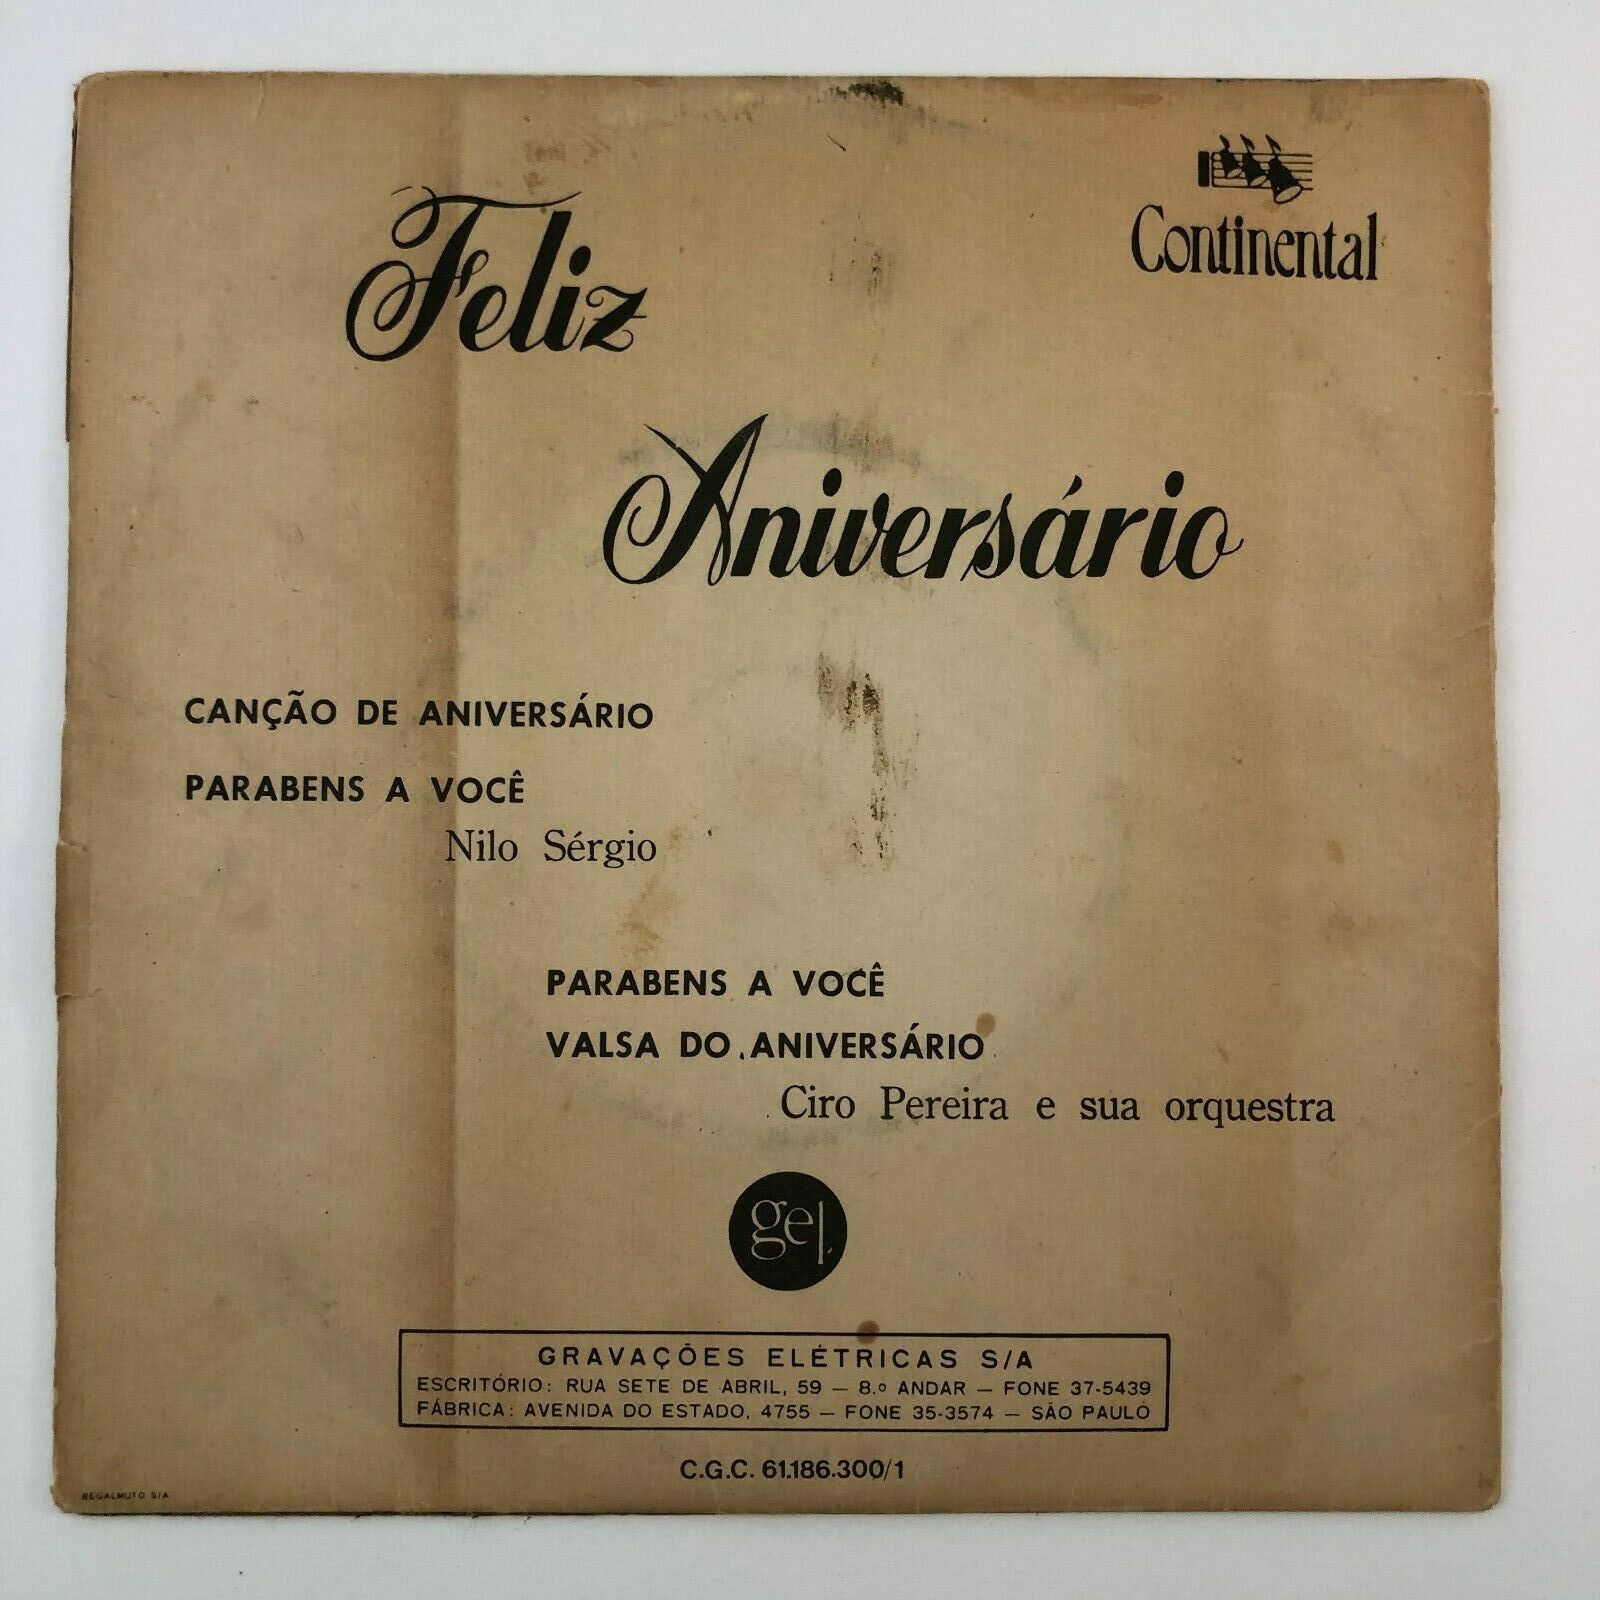 Continental
Feliz
Aniversário
CANÇÃO DE ANIVERSÁRIO
PARABENS A VOCÊ
Nilo Sérgio
PARABENS A VOCÊ
VALSA DO ANIVERSÁRIO
Ciro Pereira e sua orquestra
gel.
GRAVAÇÕES ELÉTRICAS S/A
ESCRITÓRIO: RUA SETE DE ABRIL, 59 — 8.º ANDAR — FONE 37-5439
FÁBRICA: AVENIDA DO ESTADO, 4755 — FONE 35-3574 — SÃO PAULO
C.G.C. 61.186.300/1
REGALMUTO S/A